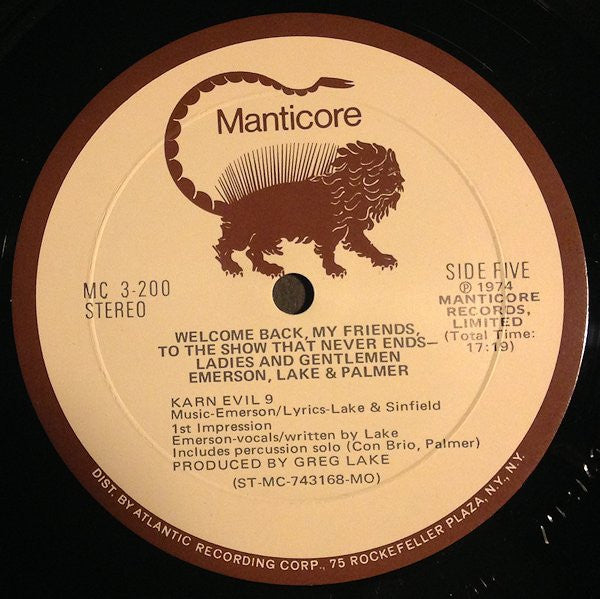 Manticore
MC 3-200
STEREO
SIDE FIVE
℗ 1974
MANTICORE
RECORDS,
LIMITED
(Total Time:
17:19)
WELCOME BACK, MY FRIENDS,
TO THE SHOW THAT NEVER ENDS—
LADIES AND GENTLEMEN
EMERSON, LAKE & PALMER
KARN EVIL 9
Music-Emerson/Lyrics-Lake & Sinfield
1st Impression
Emerson-vocals/written by Lake
Includes percussion solo (Con Brio, Palmer)
PRODUCED BY GREG LAKE
(ST-MC-743168-MO)
DIST. BY ATLANTIC RECORDING CORP., 75 ROCKEFELLER PLAZA, N.Y., N.Y.